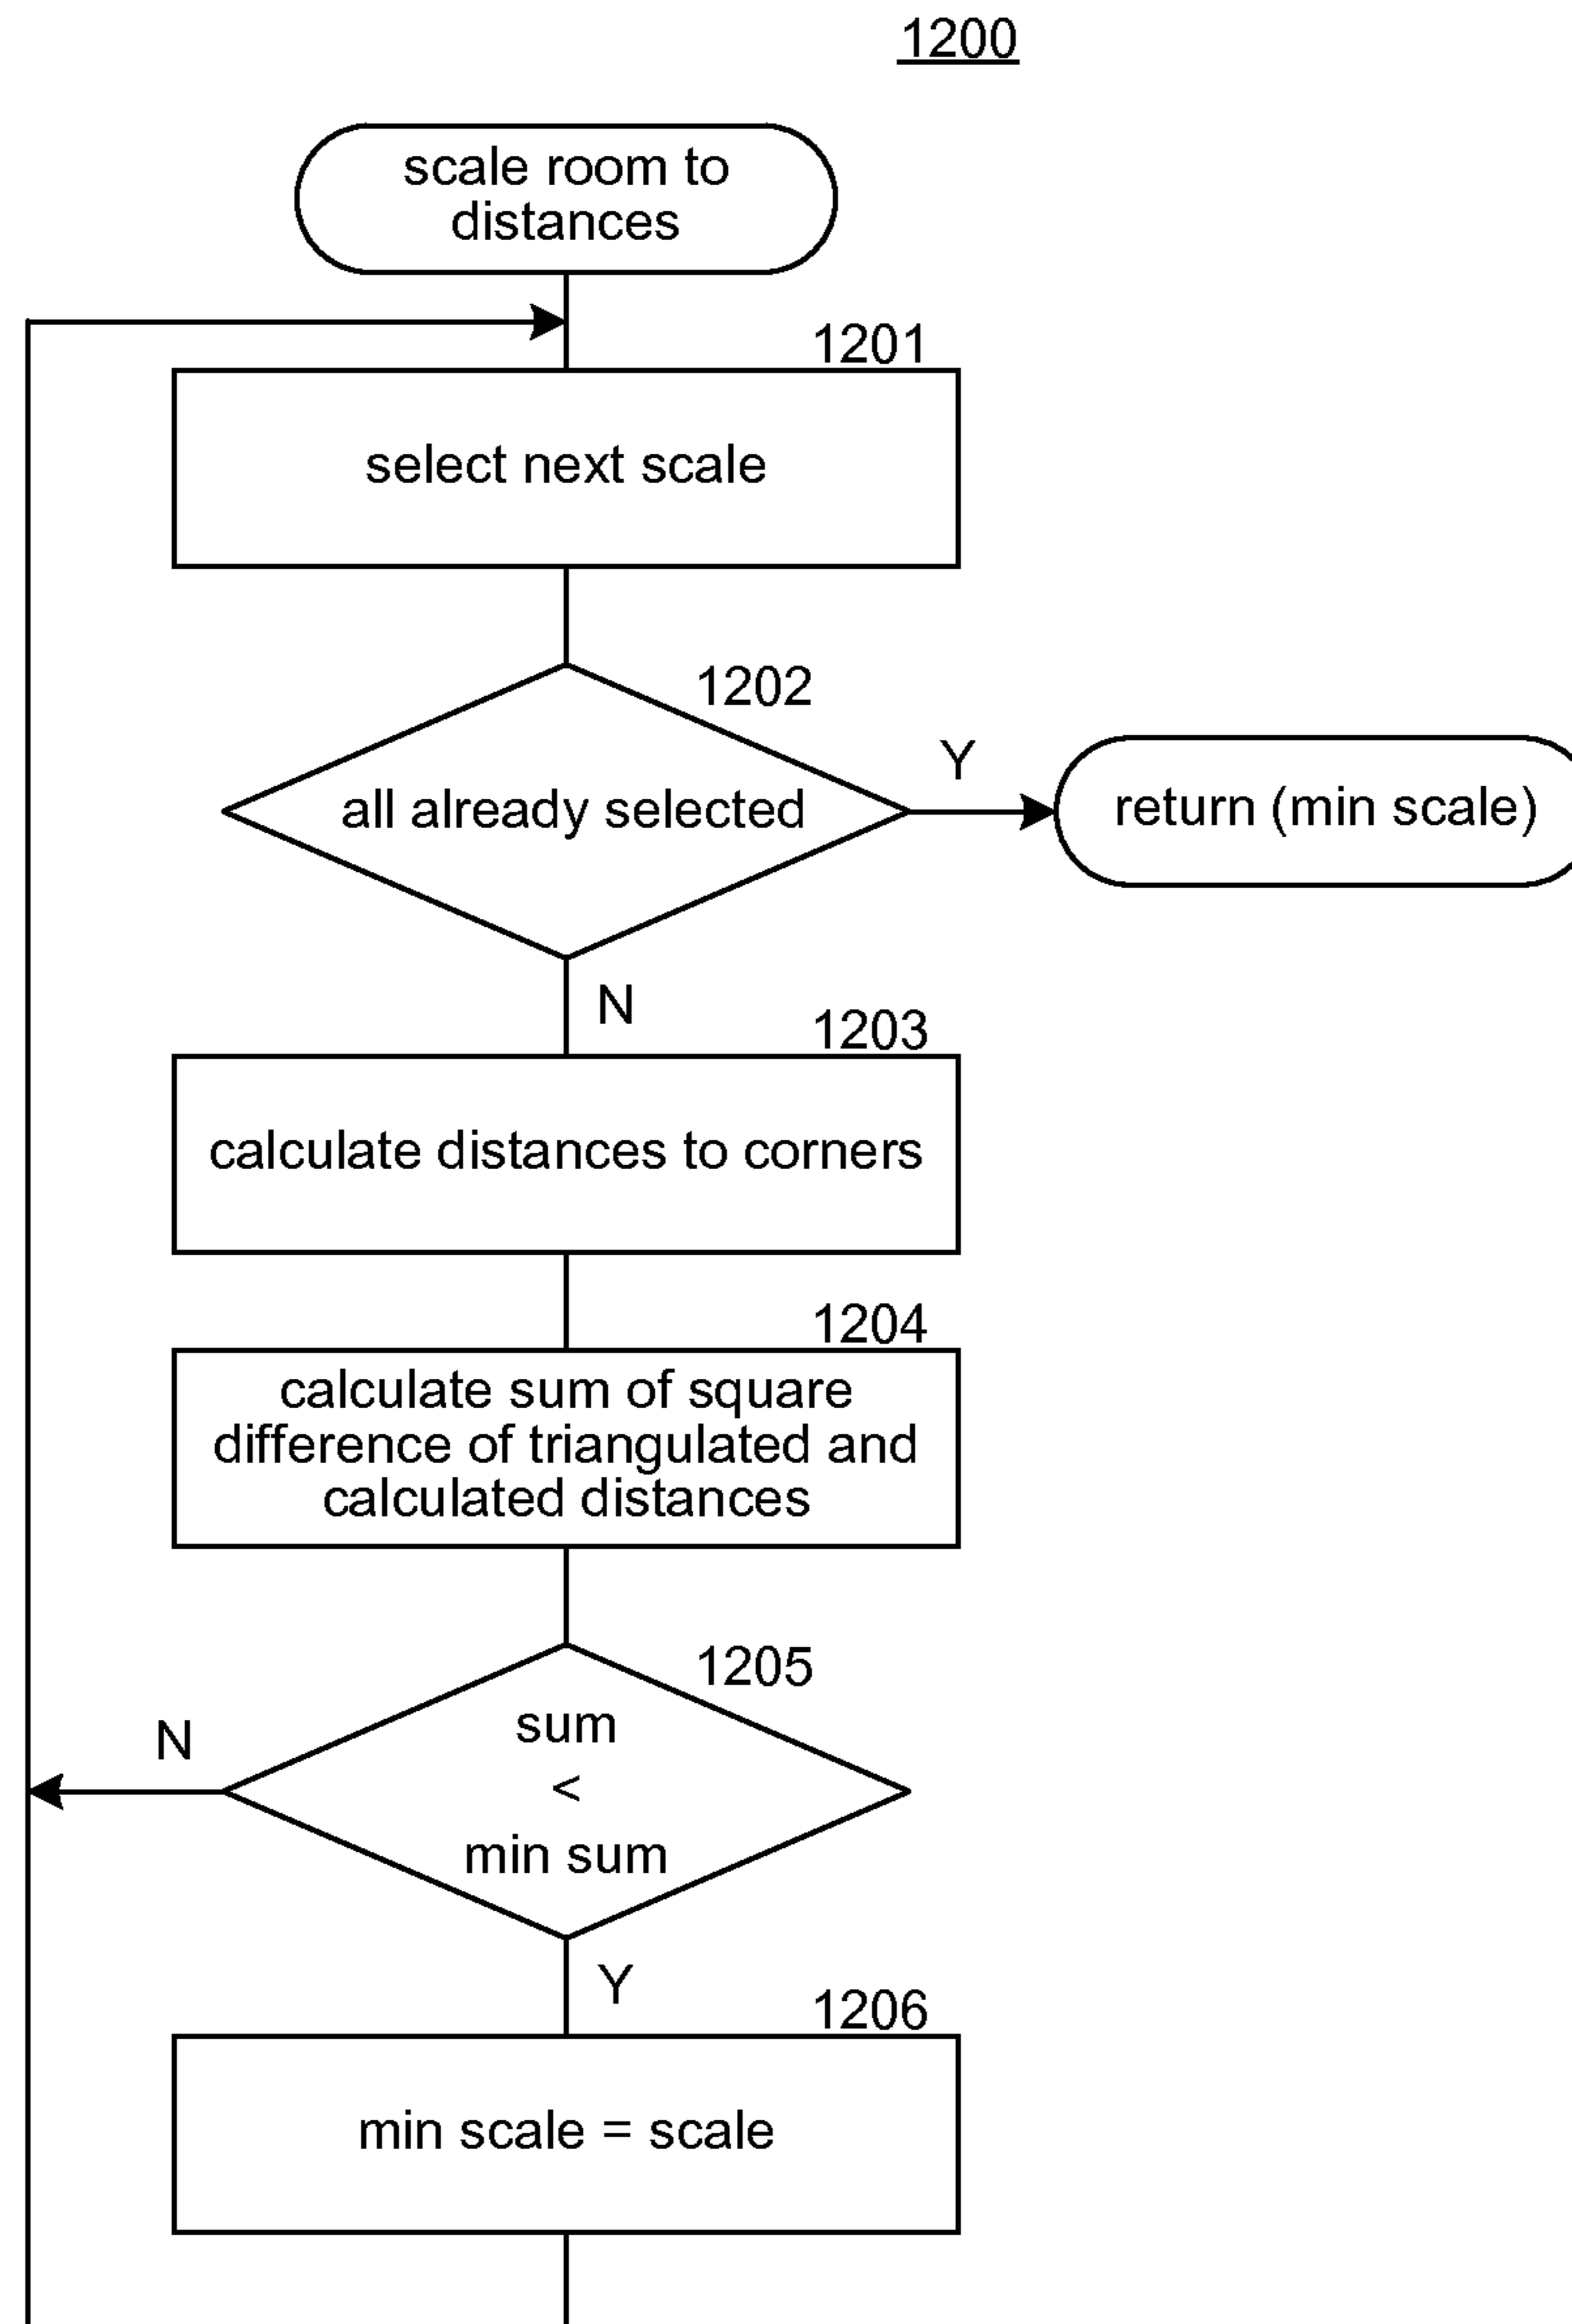 1200
scale room to
distances
1201
select next scale
1202
all already selected
Y
return (min scale)
N
1203
calculate distances to corners
1204
calculate sum of square
difference of triangulated and
calculated distances
1205
sum
<
min sum
N
Y
1206
min scale = scale